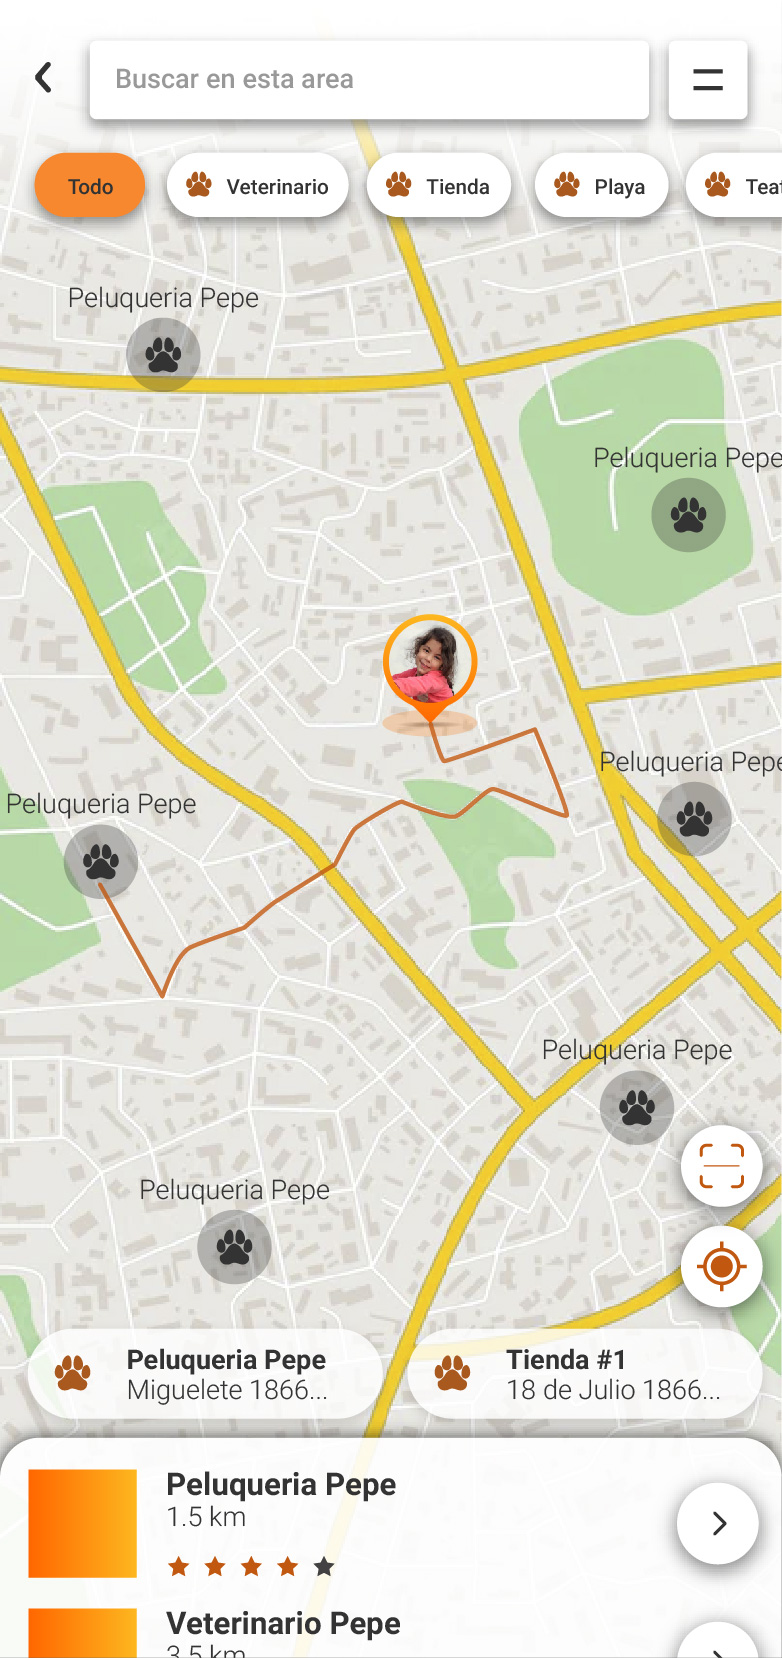 Buscar en esta area
Todo
Veterinario
Tienda
Playa
Peluqueria Pepe
Peluqueria Pepe
Peluqueria Pepe
Peluqueria Pepe
Peluqueria Pepe
Peluqueria Pepe
Peluqueria Pepe
Miguelete 1866...
Tienda #1
18 de Julio 1866...
Peluqueria Pepe
1.5 km
Veterinario Pepe
3.5 km